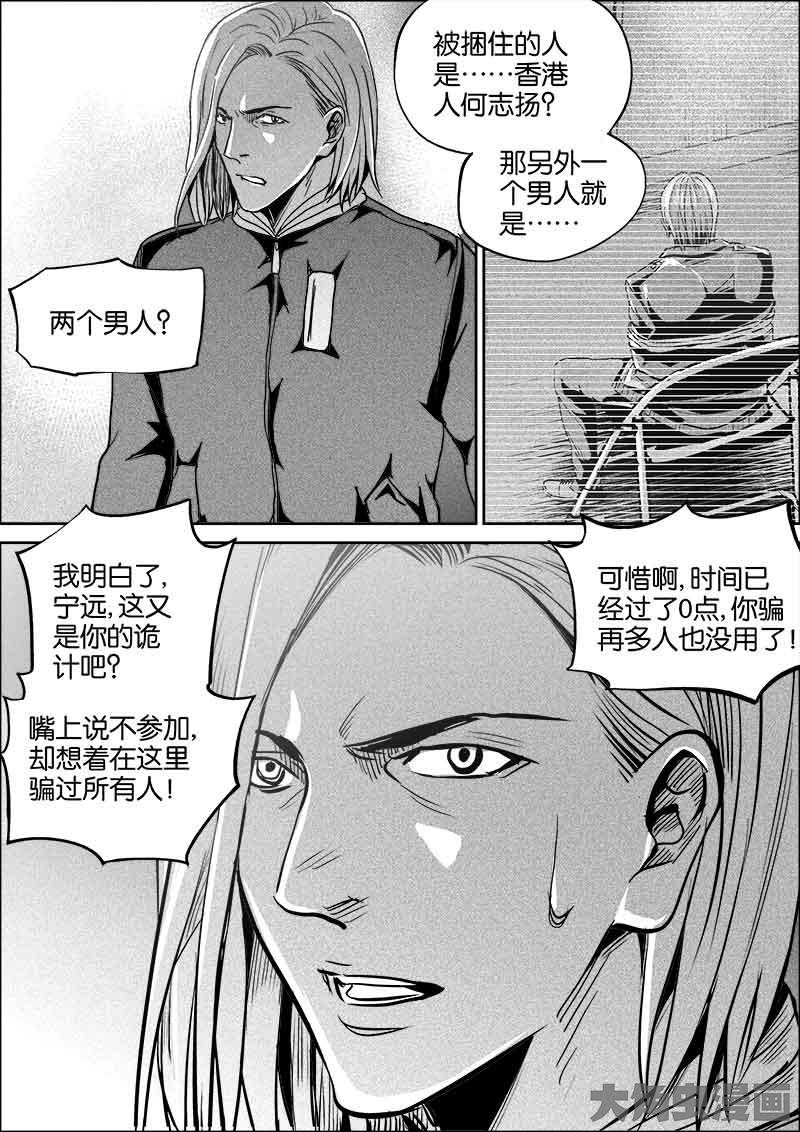 两个男人？
被捆住的人
是……香港
人何志扬？
那另外一
个男人就
是……
我明白了，
宁远，这又
是你的诡
计吧？
嘴上说不参加，
却想着在这里
骗过所有人！
可惜啊，时间已
经过了0点，你骗
再多人也没用了！